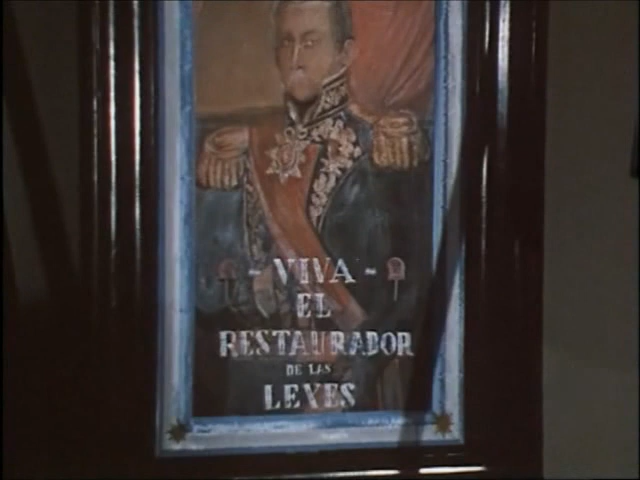 - VIVA -
EL
RESTAURADOR
DE LAS
LEYES